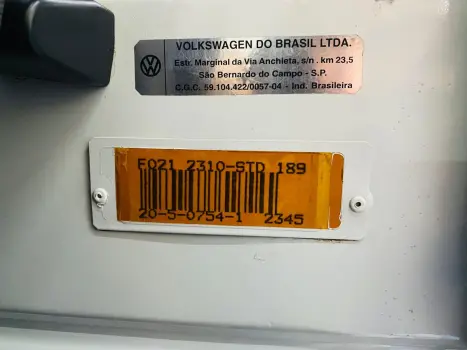 VOLKSWAGEN DO BRASIL LTDA.
Estr. Marginal da Via Anchieta, s/n . km 23,5
São Bernardo do Campo - S.P.
C.G.C. 59.104.422/0057-04 - Ind. Brasileira
F021 2310-STD 189
20-5-0754-1 2345